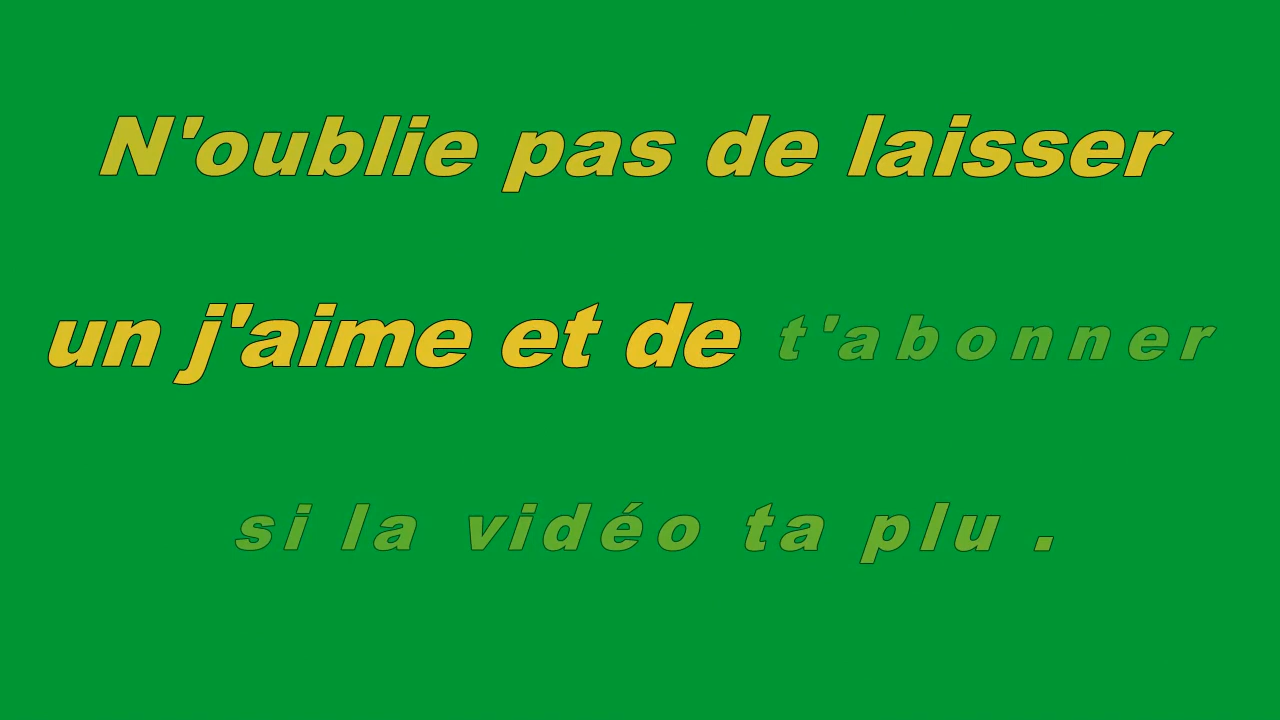 N'oublie pas de laisser
un j'aime et de t'abonner
si la vidéo ta plu .